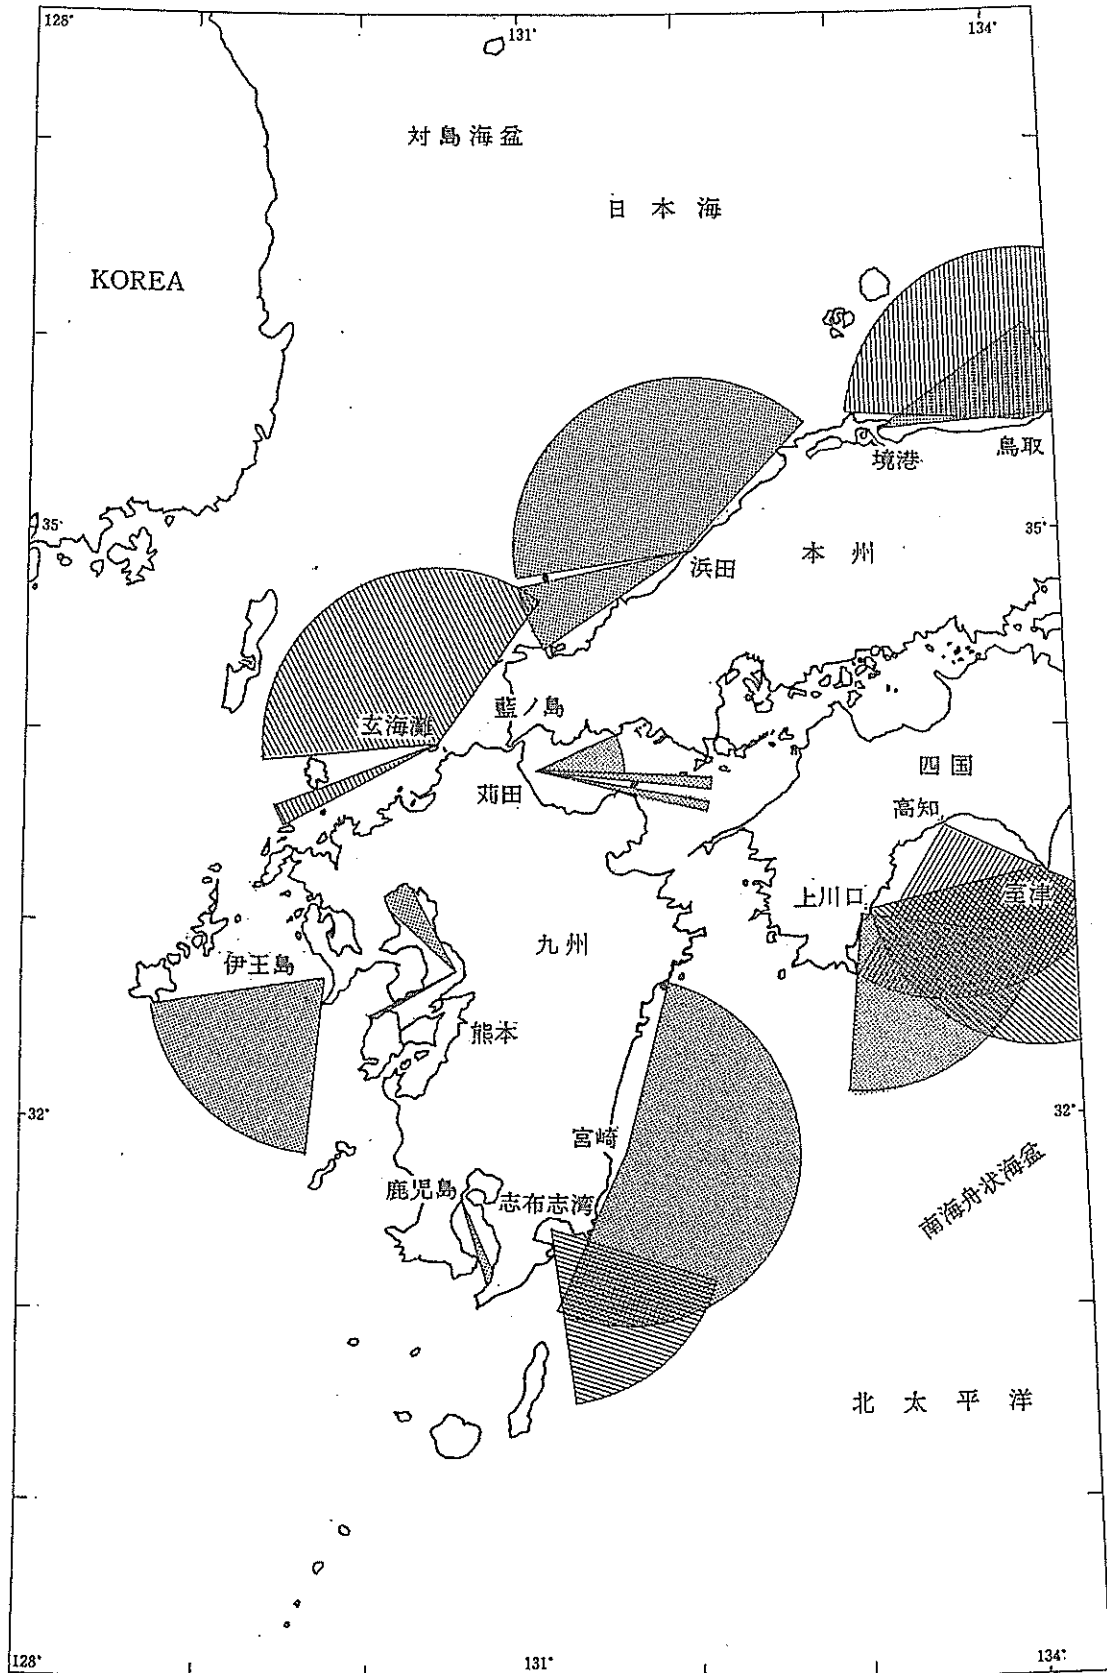 128°
131°
134°
対島海盆
日本海
KOREA
境港
鳥取
35°
35°
本州
浜田
藍ノ島
玄海灘
四国
苅田
高知
上川口
室津
九州
伊王島
熊本
32°
32°
宮崎
鹿児島
志布志湾
南海舟状海盆
北太平洋
128°
131°
134°